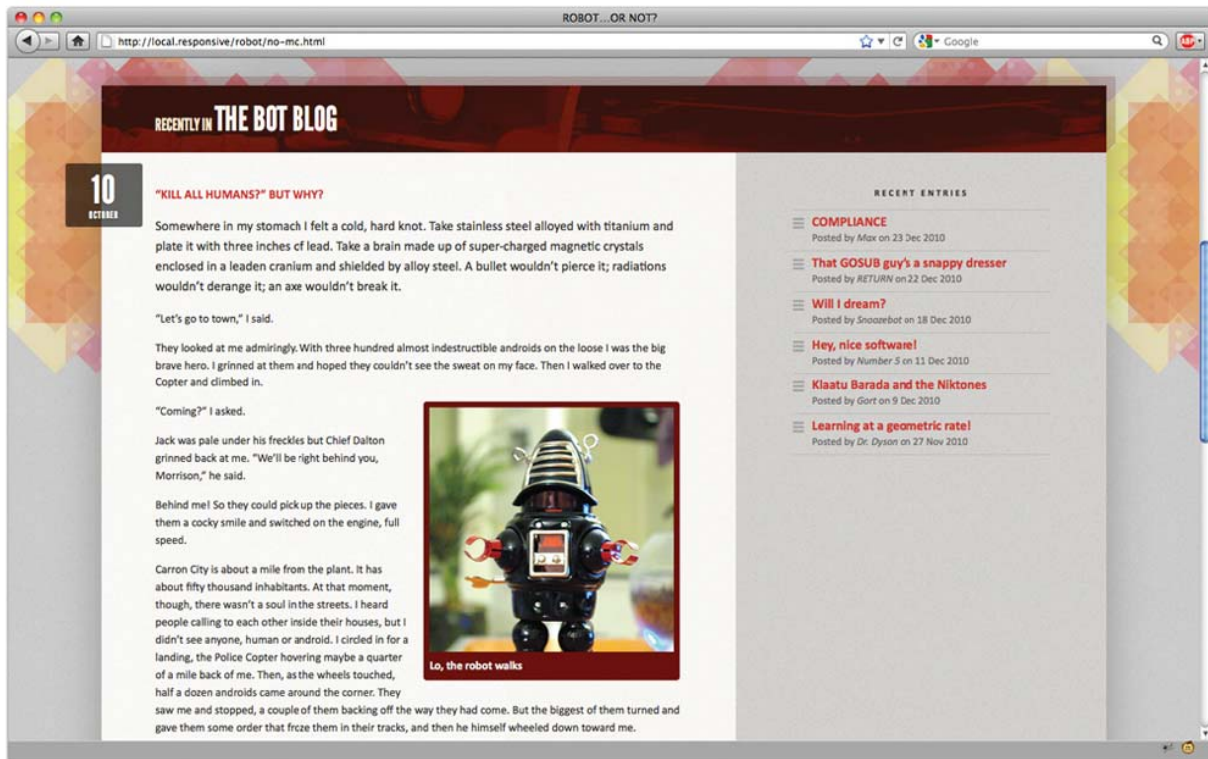 ROBOT...OR NOT?
http://local.responsive/robot/no-mc.html
Google
ABP
RECENTLY IN THE BOT BLOG
10
OCTOBER
“KILL ALL HUMANS?” BUT WHY?
Somewhere in my stomach I felt a cold, hard knot. Take stainless steel alloyed with titanium and
plate it with three inches of lead. Take a brain made up of super-charged magnetic crystals
enclosed in a leaden cranium and shielded by alloy steel. A bullet wouldn’t pierce it; radiations
wouldn’t derange it; an axe wouldn’t break it.
“Let’s go to town,” I said.
They looked at me admiringly. With three hundred almost indestructible androids on the loose I was the big
brave hero. I grinned at them and hoped they couldn’t see the sweat on my face. Then I walked over to the
Copter and climbed in.
“Coming?” I asked.
Jack was pale under his freckles but Chief Dalton
grinned back at me. “We’ll be right behind you,
Morrison,” he said.
Behind me! So they could pick up the pieces. I gave
them a cocky smile and switched on the engine, full
speed.
Carron City is about a mile from the plant. It has
about fifty thousand inhabitants. At that moment,
though, there wasn’t a soul in the streets. I heard
people calling to each other inside their houses, but I
didn’t see anyone, human or android. I circled in for a
landing, the Police Copter hovering maybe a quarter
of a mile back of me. Then, as the wheels touched,
half a dozen androids came around the corner. They
saw me and stopped, a couple of them backing off the way they had come. But the biggest of them turned and
gave them some order that froze them in their tracks, and then he himself wheeled down toward me.
Lo, the robot walks
RECENT ENTRIES
COMPLIANCE
Posted by Max on 23 Dec 2010
That GOSUB guy’s a snappy dresser
Posted by RETURN on 22 Dec 2010
Will I dream?
Posted by Snoozebot on 18 Dec 2010
Hey, nice software!
Posted by Number 5 on 11 Dec 2010
Klaatu Barada and the Niktones
Posted by Gort on 9 Dec 2010
Learning at a geometric rate!
Posted by Dr. Dyson on 27 Nov 2010